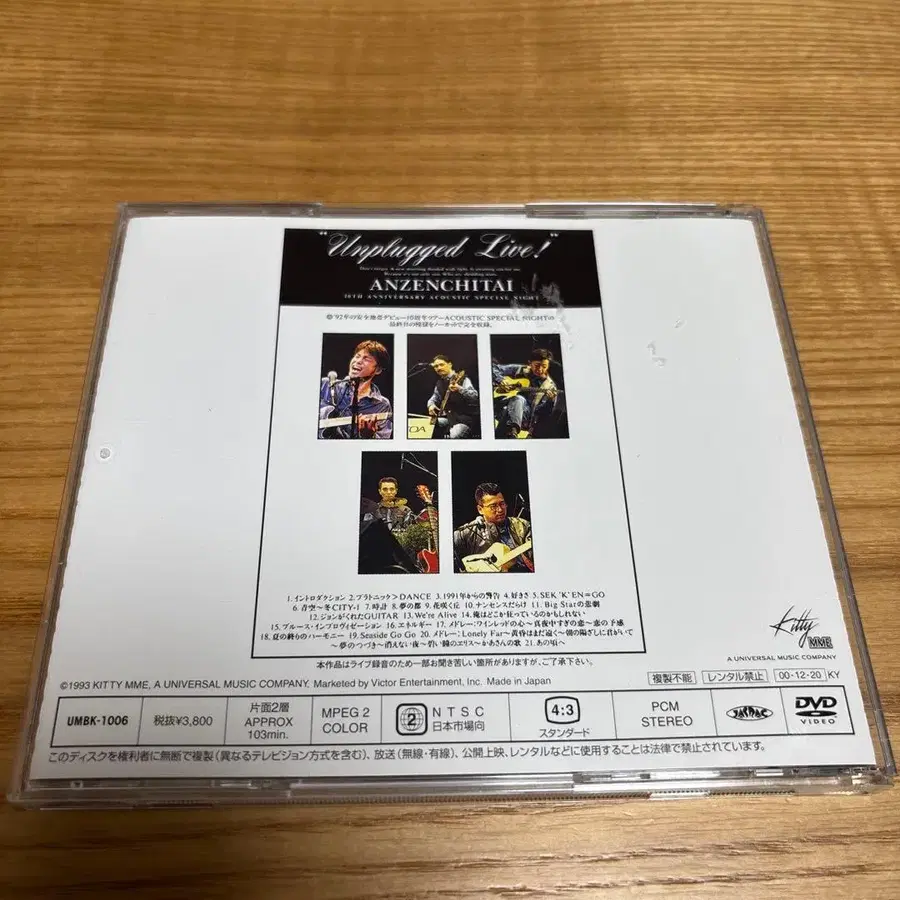 "Unplugged Live!"
ANZENCHITAI
10TH ANNIVERSARY ACOUSTIC SPECIAL NIGHT
'92年の安全地帯デビュー10周年ツアーACOUSTIC SPECIAL NIGHTの
最終日の模様をノーカットで完全収録。
1. イントロダクション 2. プラトニック>DANCE 3. 1991年からの警告 4. 好きさ 5. SEK 'K' EN=GO
6. 青空〜冬CITY-1 7. 時計 8. 夢の都 9. 花咲く丘 10. ナンセンスだらけ 11. Big Starの悲劇
12. ジョンがくれたGUITAR 13. We're Alive 14. 俺はどこか狂っているのかもしれない
15. ブルース・インプロヴィゼーション 16. エネルギー 17. メドレー:ワインレッドの心〜真夜中すぎの恋〜恋の予感
18. 夏の終りのハーモニー 19. Seaside Go Go 20. メドレー:Lonely Far〜黄昏はまだ遠く〜朝の陽ざしに君がいて
〜夢のつづき〜消えない夜〜碧い瞳のエリス〜かあさんの歌 21. あの頃へ
本作品はライブ録音のため一部お聞き苦しい箇所がありますが、ご了承下さい。
Kitty
MME
A UNIVERSAL MUSIC COMPANY
©1993 KITTY MME, A UNIVERSAL MUSIC COMPANY. Marketed by Victor Entertainment, Inc. Made in Japan
複製不能 レンタル禁止 00-12-20 KY
UMBK-1006 税抜¥3,800 片面2層 APPROX 103min. MPEG 2 COLOR 2 NTSC 日本市場向 4:3 スタンダード PCM STEREO JASRAC DVD VIDEO
このディスクを権利者に無断で複製(異なるテレビジョン方式を含む)、放送(無線・有線)、公開上映、レンタルなどに使用することは法律で禁止されています。